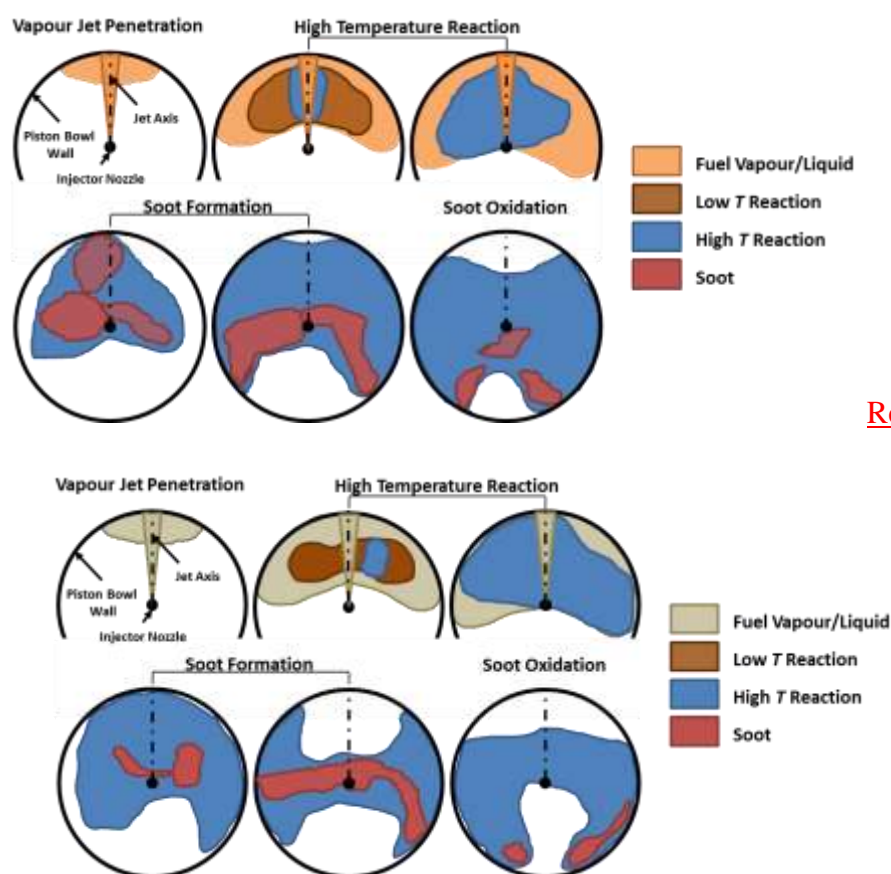 Vapour Jet Penetration
High Temperature Reaction
Jet Axis
Piston Bowl
Wall
Injector Nozzle
Fuel Vapour/Liquid
Low T Reaction
High T Reaction
Soot
Soot Formation
Soot Oxidation
Vapour Jet Penetration
High Temperature Reaction
Jet Axis
Piston Bowl
Wall
Injector Nozzle
Fuel Vapour/Liquid
Low T Reaction
High T Reaction
Soot
Soot Formation
Soot Oxidation